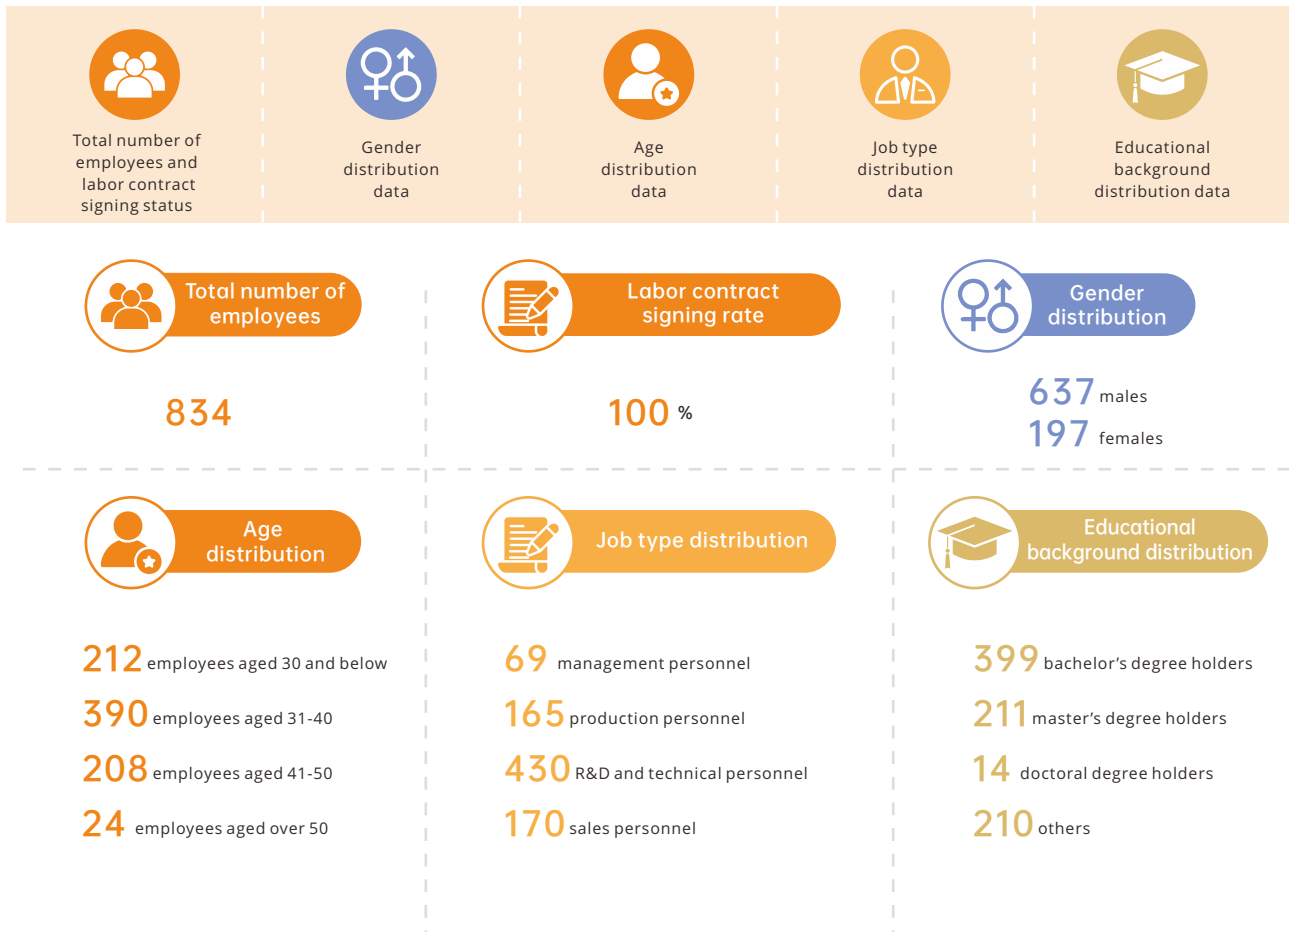 Total number of
employees and
labor contract
signing status
Gender
distribution
data
Age
distribution
data
Job type
distribution
data
Educational
background
distribution data
Total number of
employees
834
Labor contract
signing rate
100 %
Gender
distribution
637 males
197 females
Age
distribution
212 employees aged 30 and below
390 employees aged 31-40
208 employees aged 41-50
24 employees aged over 50
Job type distribution
69 management personnel
165 production personnel
430 R&D and technical personnel
170 sales personnel
Educational
background distribution
399 bachelor’s degree holders
211 master’s degree holders
14 doctoral degree holders
210 others